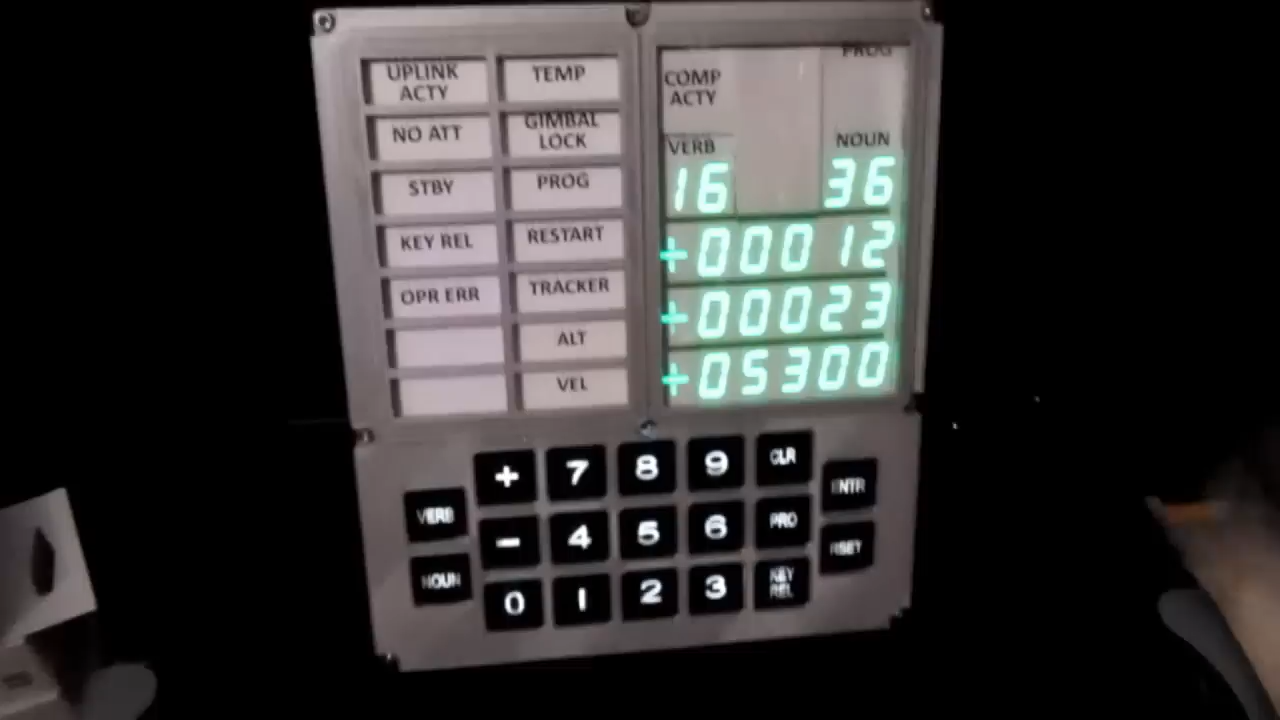 UPLINK
ACTY
TEMP
NO ATT
GIMBAL
LOCK
STBY
PROG
KEY REL
RESTART
OPR ERR
TRACKER
ALT
VEL
PROG
COMP
ACTY
VERB
NOUN
16
36
+00012
+00023
+05300
VERB
NOUN
+
7
8
9
CLR
-
4
5
6
PRO
0
1
2
3
KEY
REL
ENTR
RSET